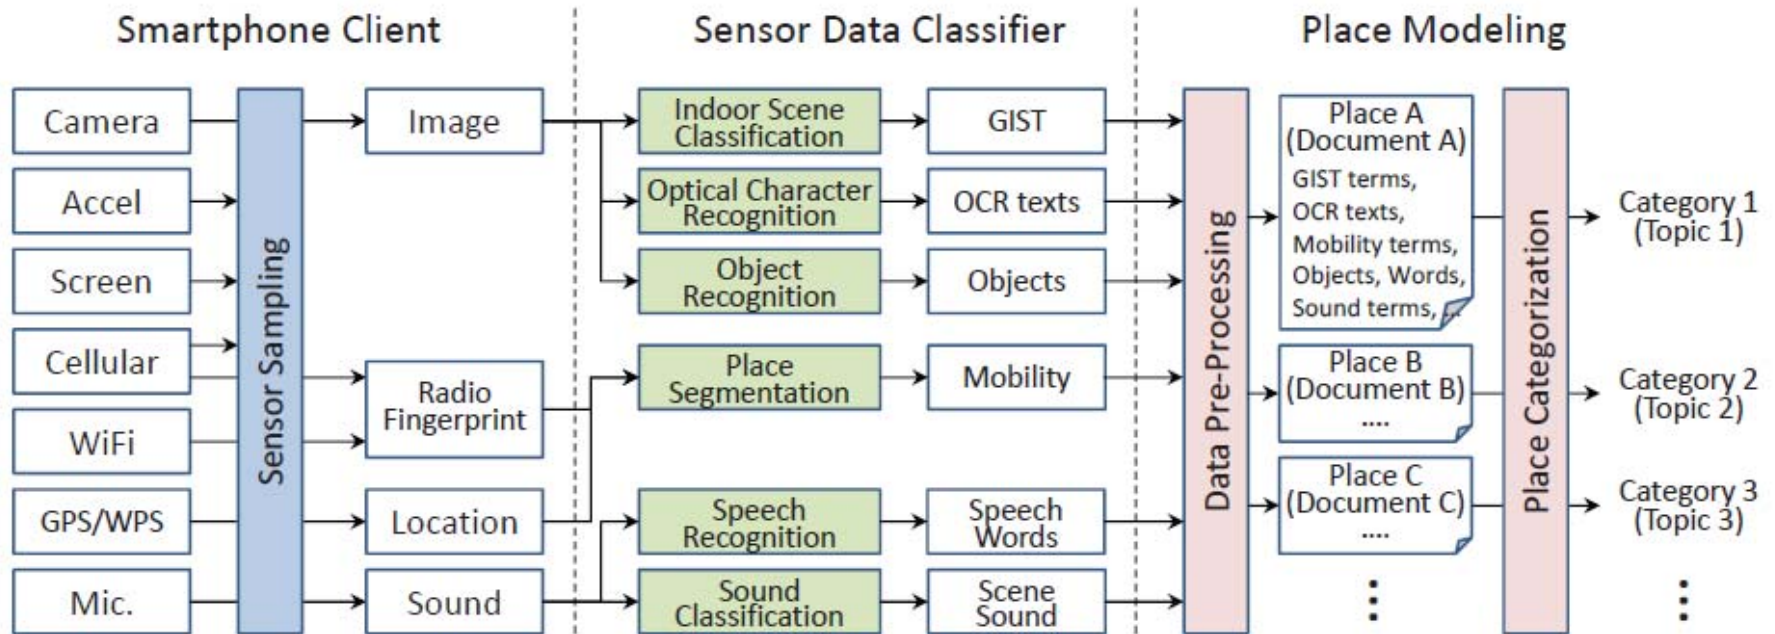 Smartphone Client
Sensor Data Classifier
Place Modeling
Camera
Accel
Screen
Cellular
WiFi
GPS/WPS
Mic.
Sensor Sampling
Image
Radio
Fingerprint
Location
Sound
Indoor Scene
Classification
Optical Character
Recognition
Object
Recognition
Place
Segmentation
Speech
Recognition
Sound
Classification
GIST
OCR texts
Objects
Mobility
Speech
Words
Scene
Sound
Data Pre-Processing
Place A
(Document A)
GIST terms,
OCR texts,
Mobility terms,
Objects, Words,
Sound terms, ...
Place B
(Document B)
....
Place C
(Document C)
....
Place Categorization
Category 1
(Topic 1)
Category 2
(Topic 2)
Category 3
(Topic 3)